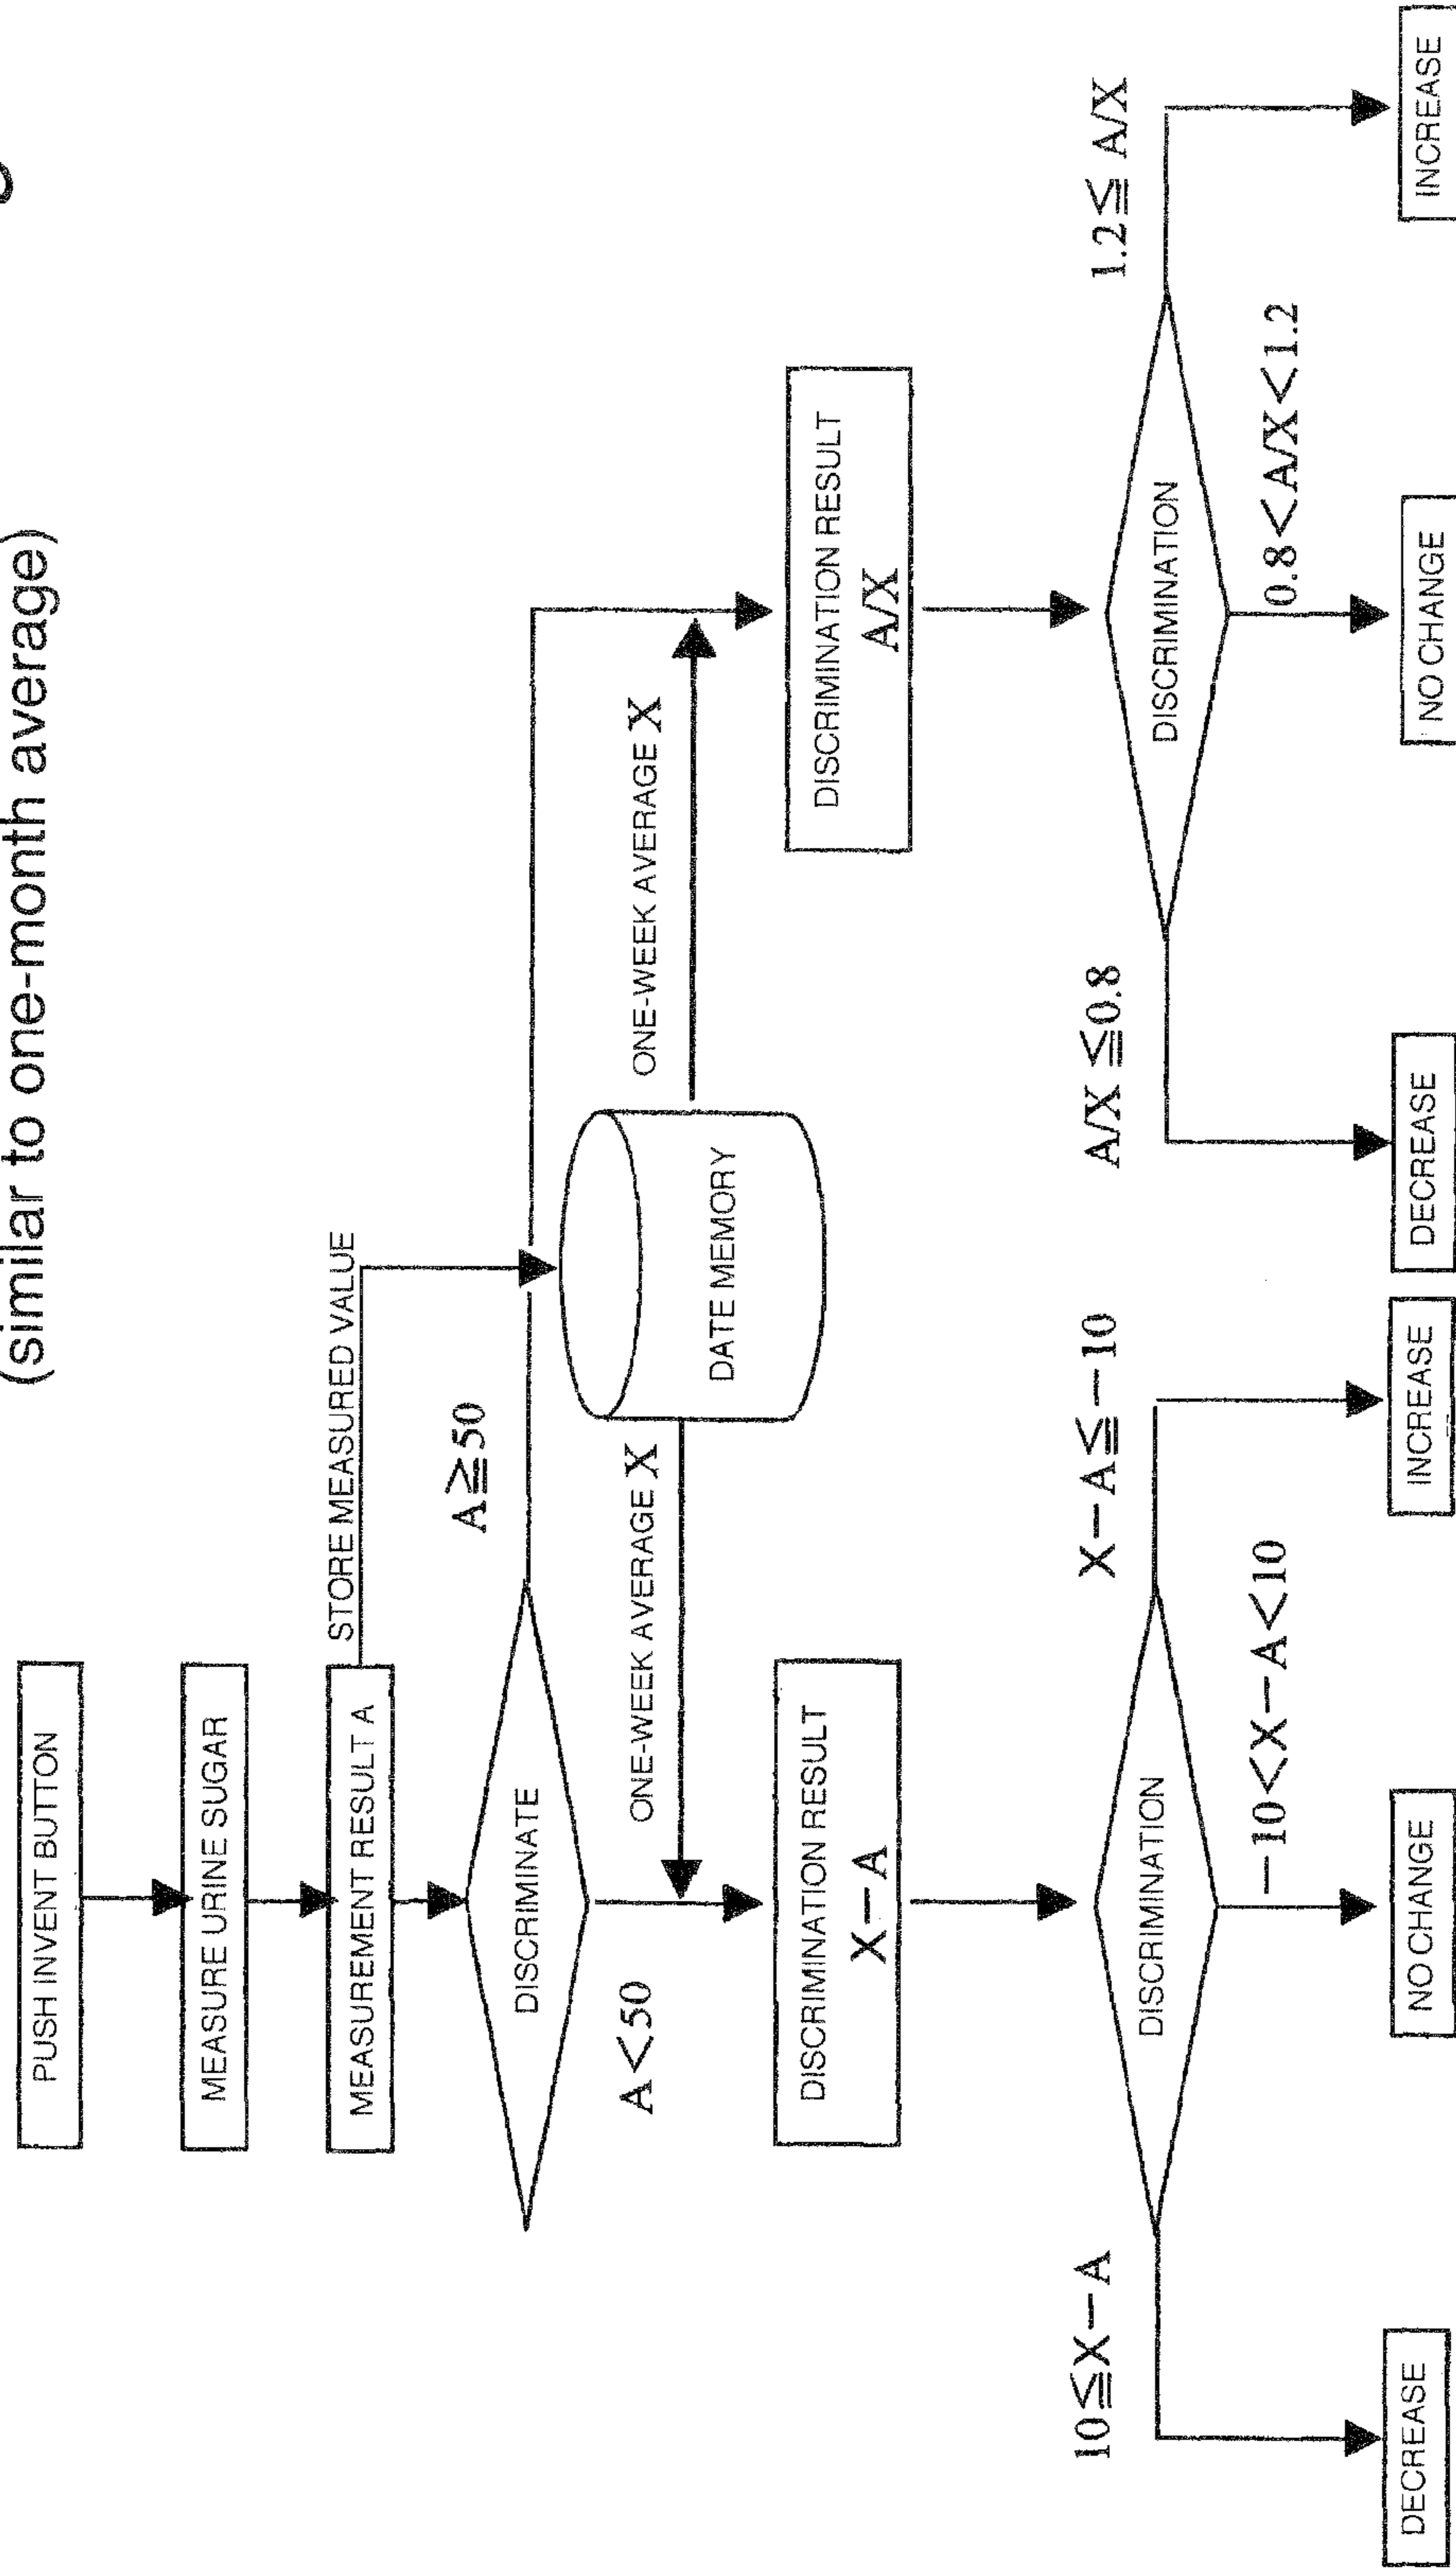 (similar to one-month average)
PUSH INVENT BUTTON
MEASURE URINE SUGAR
MEASUREMENT RESULT A
STORE MEASURED VALUE
DISCRIMINATE
A≧50
A<50
ONE-WEEK AVERAGE X
DATE MEMORY
ONE-WEEK AVERAGE X
DISCRIMINATION RESULT
X−A
DISCRIMINATION RESULT
A/X
10≦X−A
DISCRIMINATION
X−A≦−10
−10<X−A<10
A/X ≦0.8
DISCRIMINATION
1.2≦ A/X
0.8<A/X<1.2
DECREASE
NO CHANGE
INCREASE
DECREASE
NO CHANGE
INCREASE